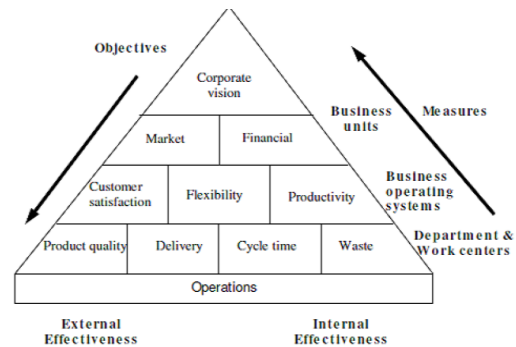 Objectives
Corporate
vision
Business
units
Measures
Market
Financial
Customer
satisfaction
Flexibility
Productivity
Business
operating
systems
Product quality
Delivery
Cycle time
Waste
Department &
Work centers
Operations
External
Effectiveness
Internal
Effectiveness